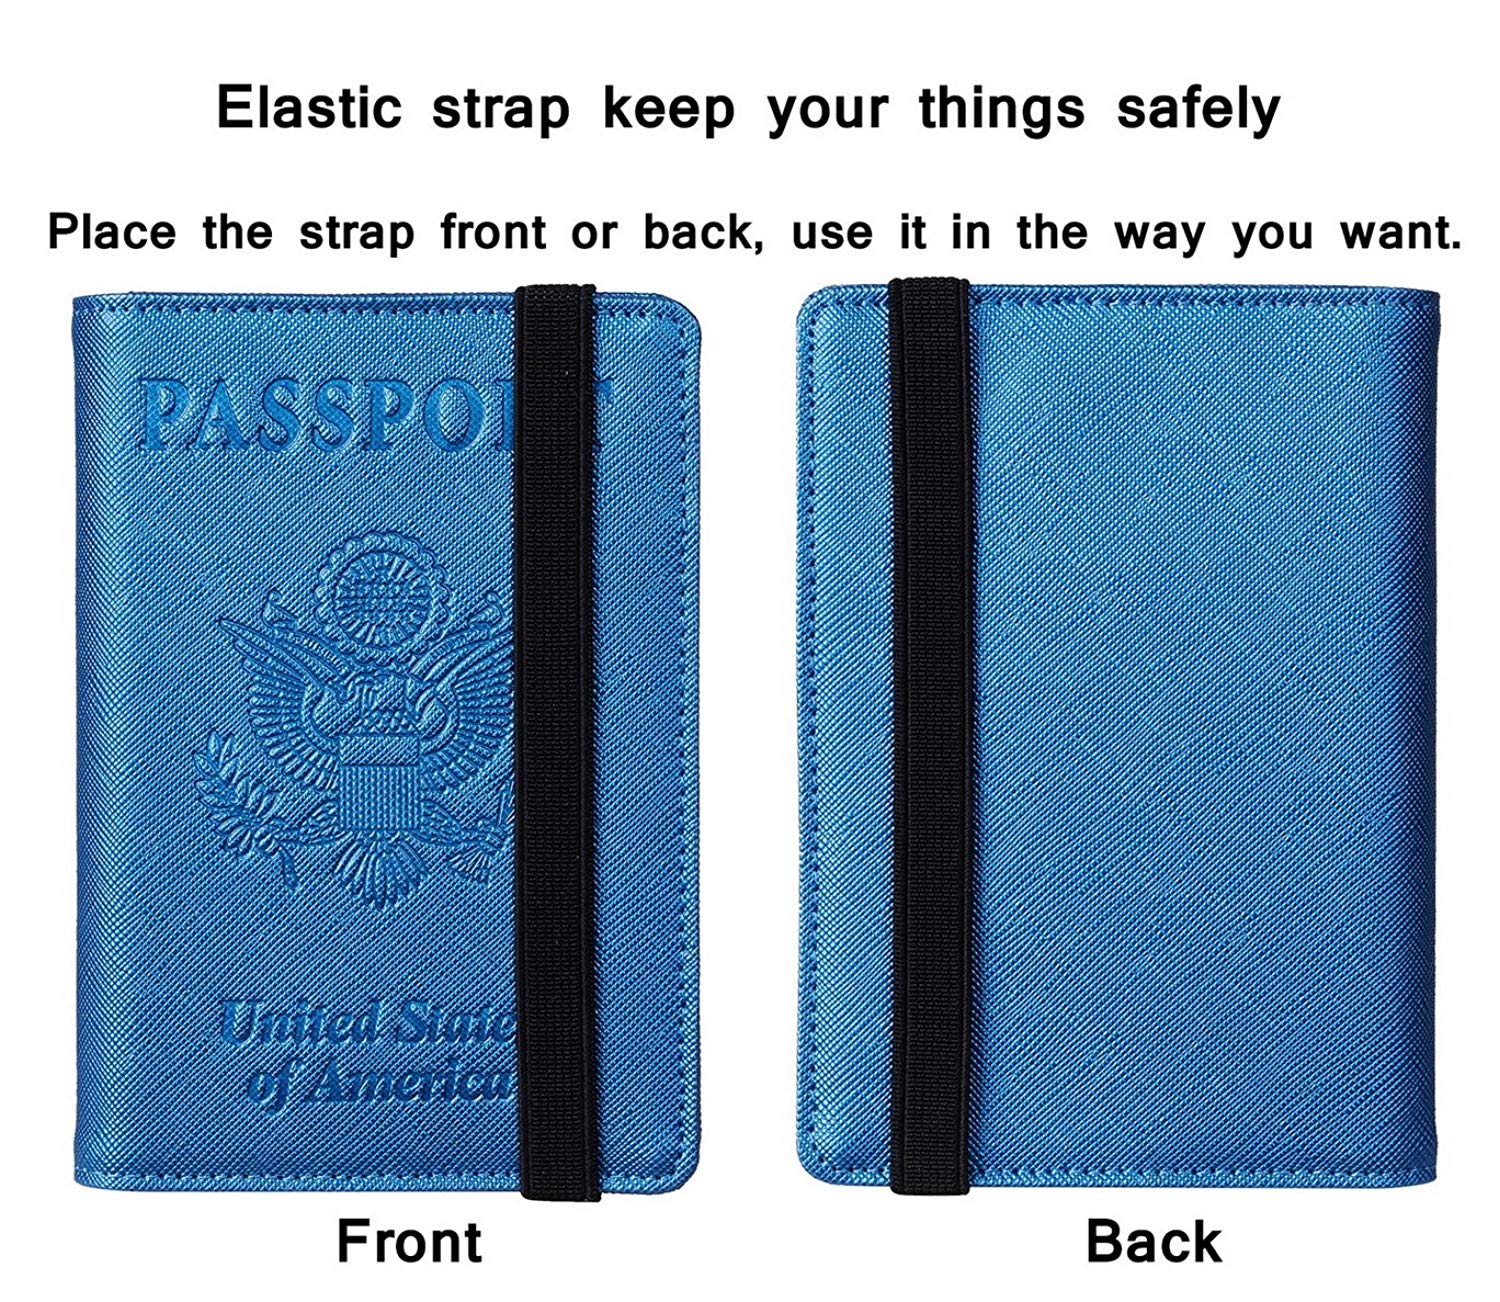 Elastic strap keep your things safely
Place the strap front or back, use it in the way you want.
PASSPORT
United State
of America
Front
Back